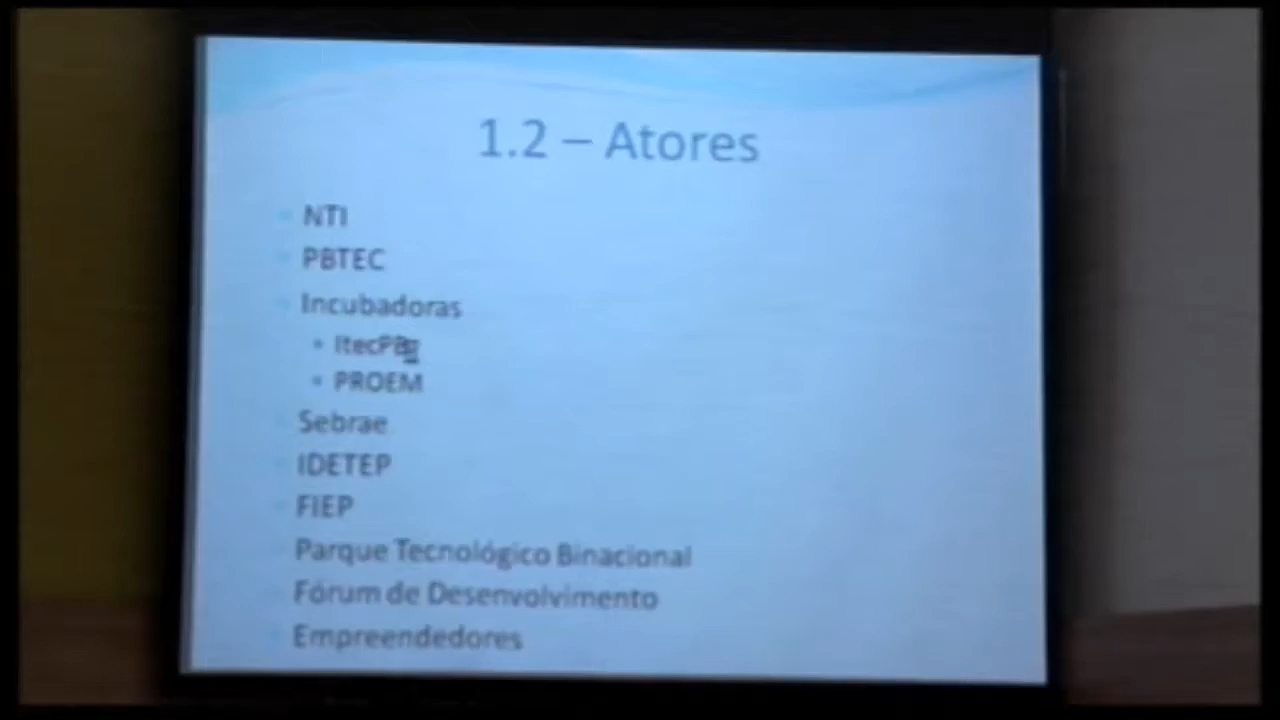 1.2 – Atores
NTI
PBTEC
Incubadoras
PROEM
Sebrae
IDETEP
FIEP
Parque Tecnológico Binacional
Fórum de Desenvolvimento
Empreendedores